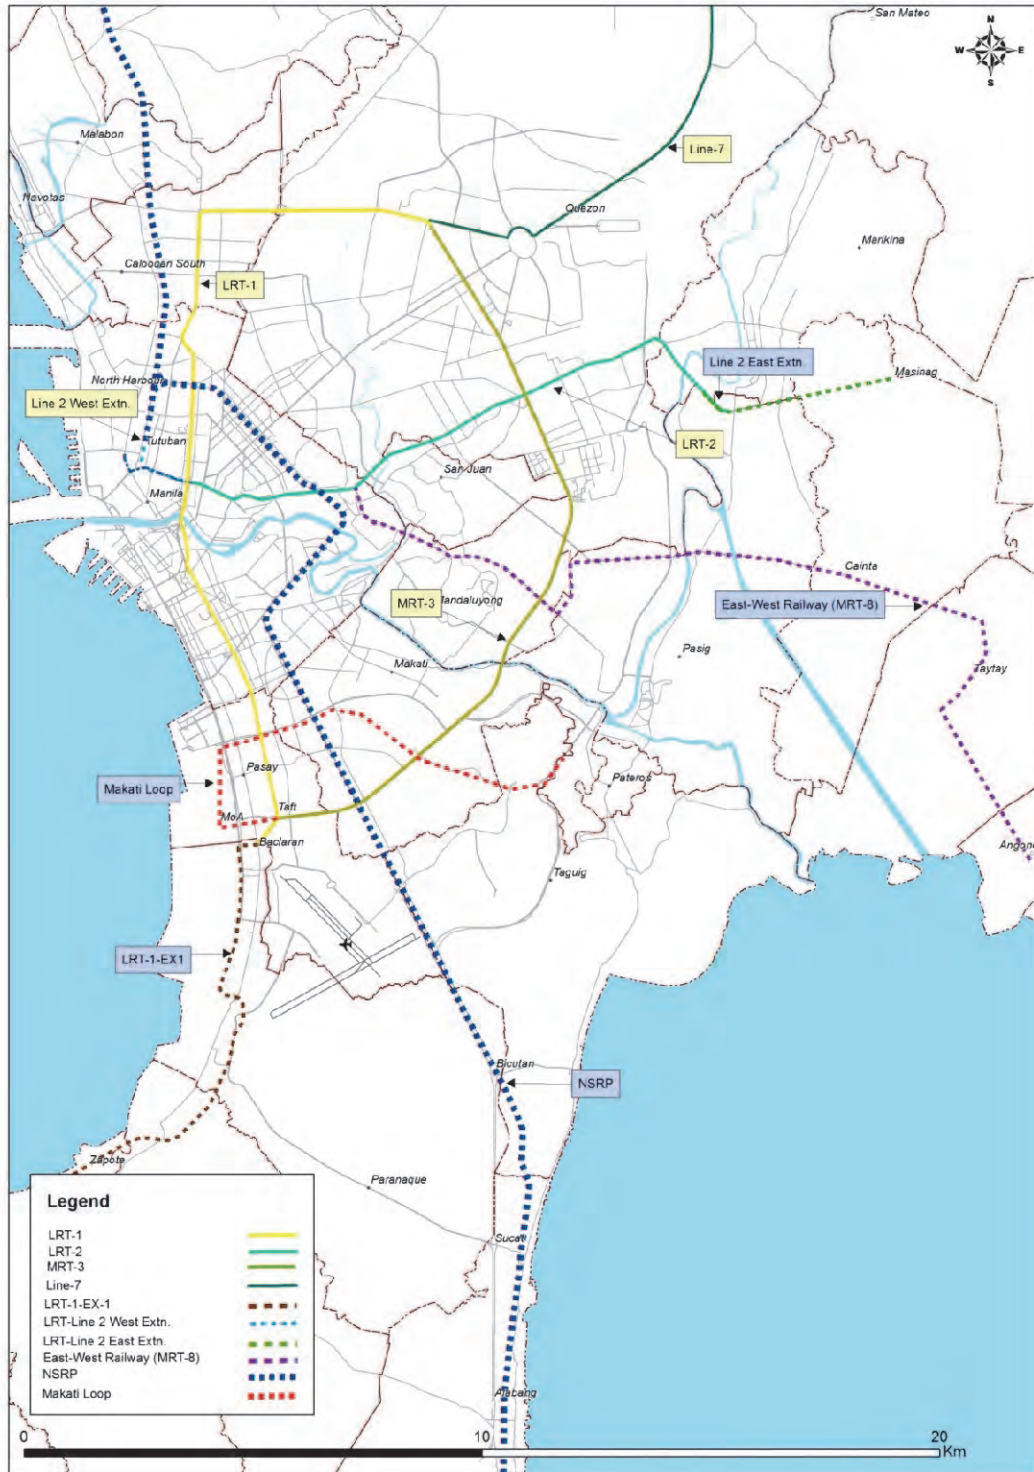 San Mateo
N
W E
S
Malabon
Line-7
Navotas
Quezon
Marikina
Caloocan South
LRT-1
Line 2 East Extn.
North Harbour
Masinag
Line 2 West Extn.
Tutuban
LRT-2
San Juan
Manila
Cainta
MRT-3
Mandaluyong
East-West Railway (MRT-8)
Makati
Pasig
Taytay
Pasay
Makati Loop
Pateros
MoA
Taft
Baclaran
Angono
Taguig
LRT-1-EX1
Bicutan
NSRP
Zapote
Paranaque
Legend
LRT-1
LRT-2
MRT-3
Line-7
LRT-1-EX-1
LRT-Line 2 West Extn.
LRT-Line 2 East Extn.
East-West Railway (MRT-8)
NSRP
Makati Loop
Sucat
Alabang
0 10 20
Km